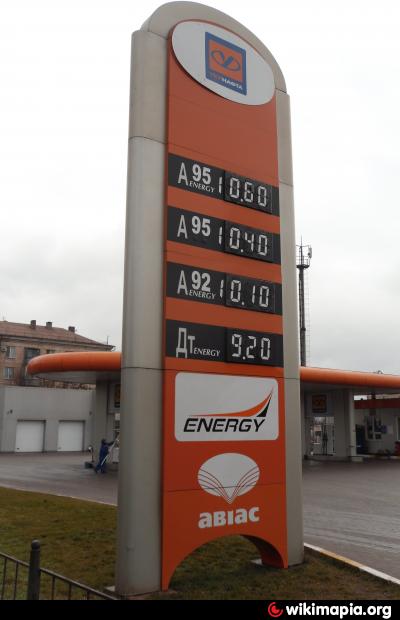 УКРНАФТА
А 95 ENERGY 10.60
А 95 10.40
А 92 ENERGY 10.10
Дт ENERGY 9.20
ENERGY
авіас
wikimapia.org